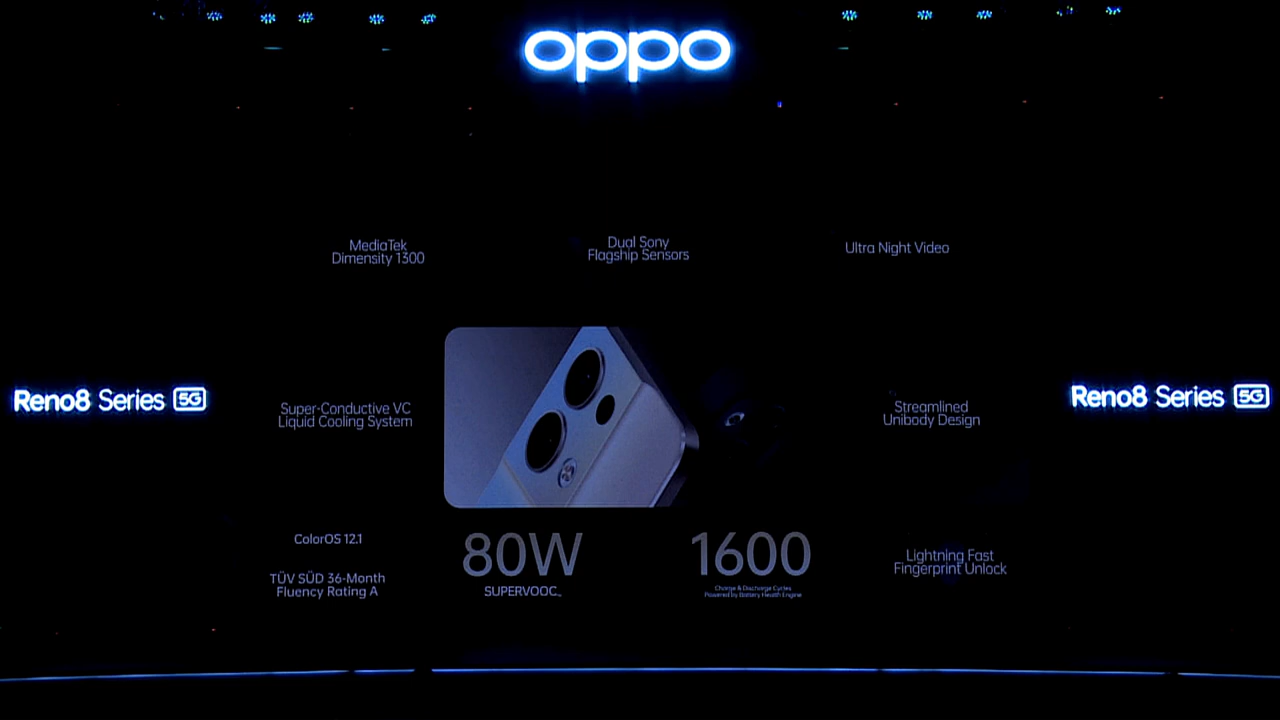 oppo
MediaTek
Dimensity 1300
Dual Sony
Flagship Sensors
Ultra Night Video
Reno8 Series 5G
Super-Conductive VC
Liquid Cooling System
Streamlined
Unibody Design
Reno8 Series 5G
ColorOS 12.1
TÜV SÜD 36-Month
Fluency Rating A
80W
SUPERVOOC™
1600
Charge & Discharge Cycles
Powered by Battery Health Engine
Lightning Fast
Fingerprint Unlock